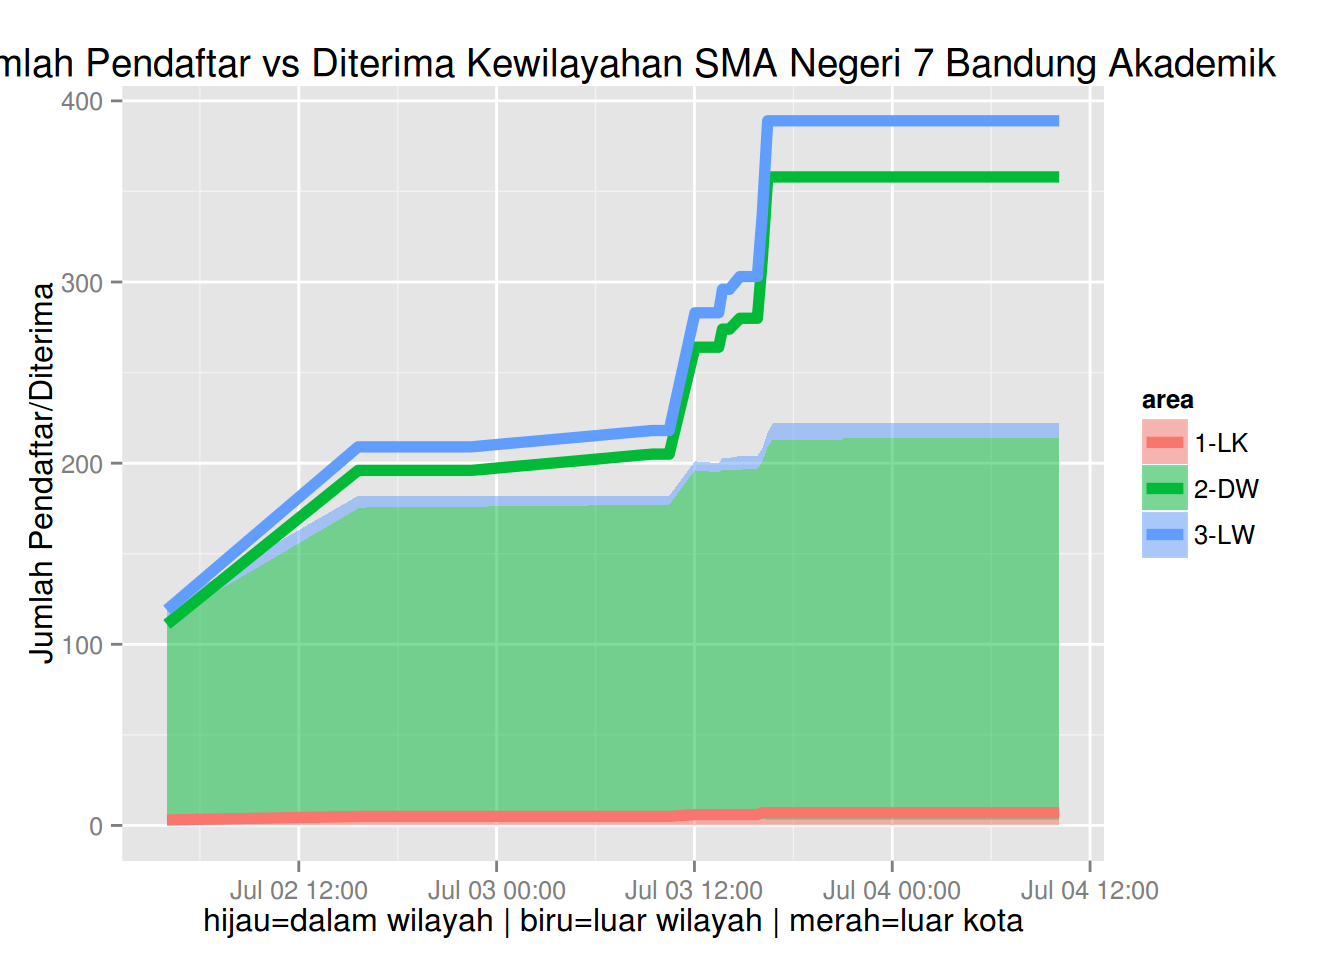 mlah Pendaftar vs Diterima Kewilayahan SMA Negeri 7 Bandung Akademik
Jumlah Pendaftar/Diterima
400
300
200
100
0
Jul 02 12:00 Jul 03 00:00 Jul 03 12:00 Jul 04 00:00 Jul 04 12:00
hijau=dalam wilayah | biru=luar wilayah | merah=luar kota
area
1-LK
2-DW
3-LW